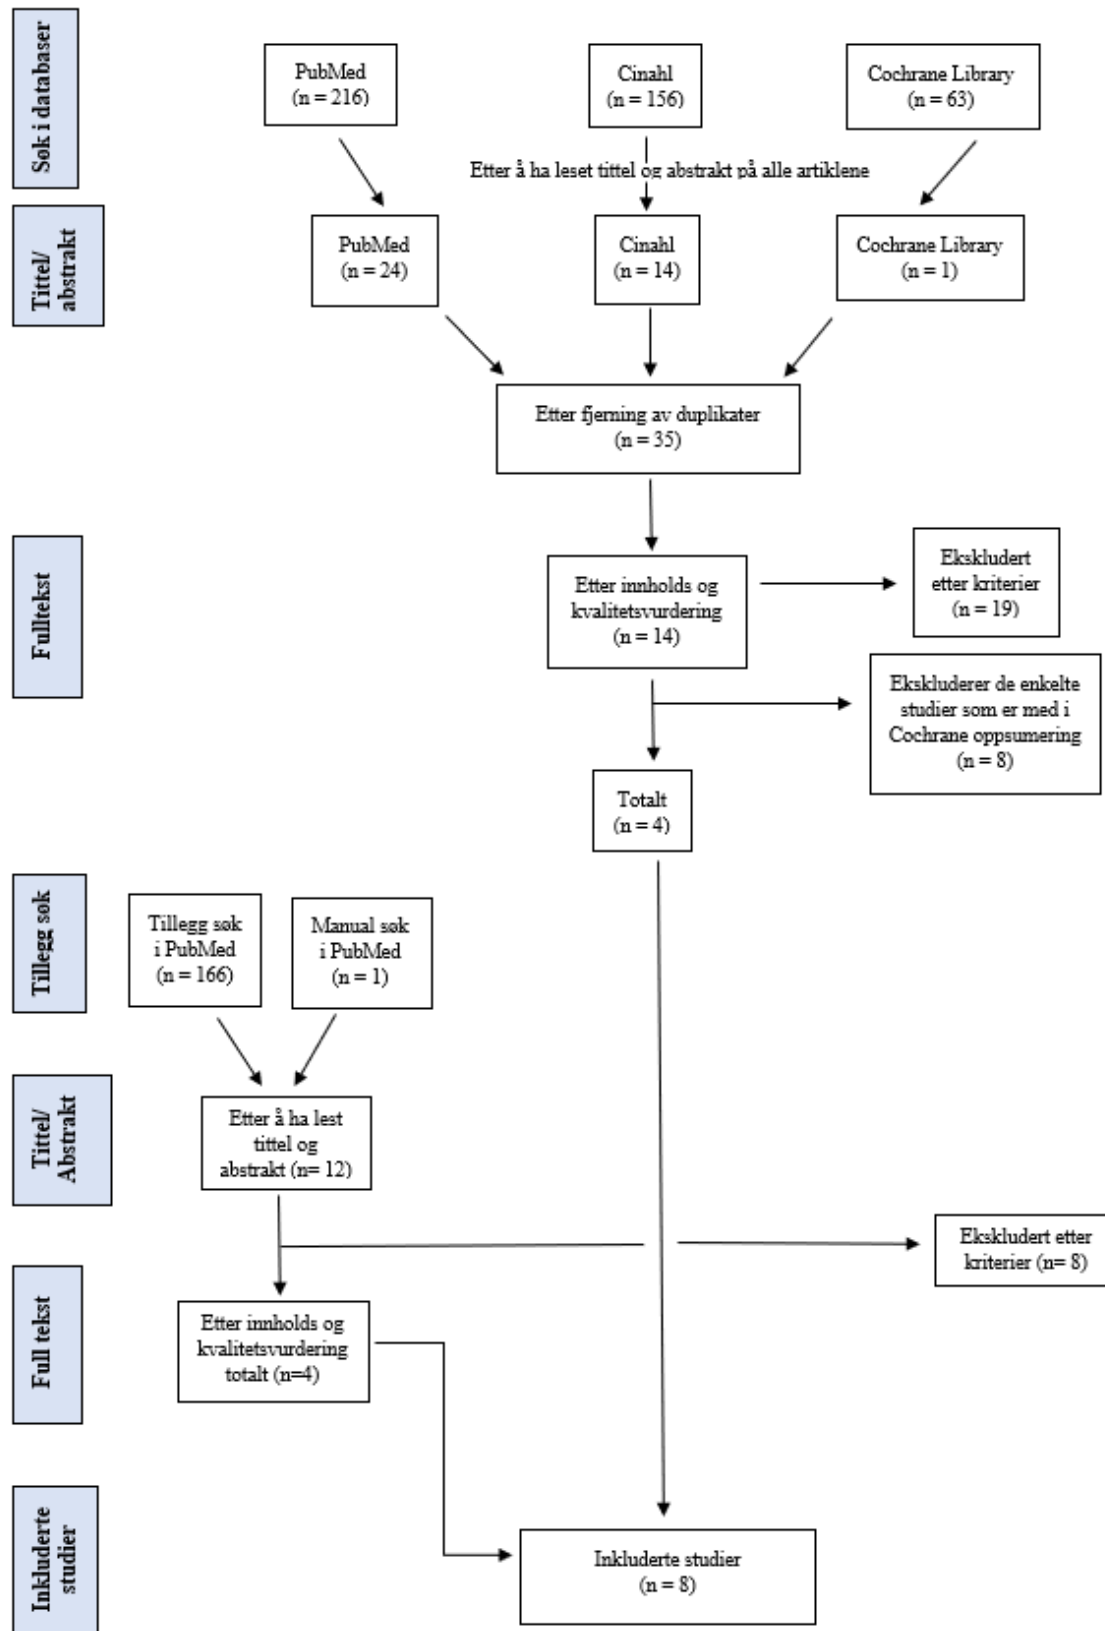 Søk i databaser
PubMed
(n = 216)
Cinahl
(n = 156)
Cochrane Library
(n = 63)
Etter å ha leset tittel og abstrakt på alle artiklene
Tittel/
abstrakt
PubMed
(n = 24)
Cinahl
(n = 14)
Cochrane Library
(n = 1)
Etter fjerning av duplikater
(n = 35)
Fulltekst
Etter innholds og
kvalitetsvurdering
(n = 14)
Ekskludert
etter kriterier
(n = 19)
Ekskluderer de enkelte
studier som er med i
Cochrane oppsumering
(n = 8)
Totalt
(n = 4)
Tillegg søk
Tillegg søk
i PubMed
(n = 166)
Manual søk
i PubMed
(n = 1)
Tittel/
Abstrakt
Etter å ha lest
tittel og
abstrakt (n= 12)
Ekskludert etter
kriterier (n= 8)
Full tekst
Etter innholds og
kvalitetsvurdering
totalt (n=4)
Inkluderte
studier
Inkluderte studier
(n = 8)